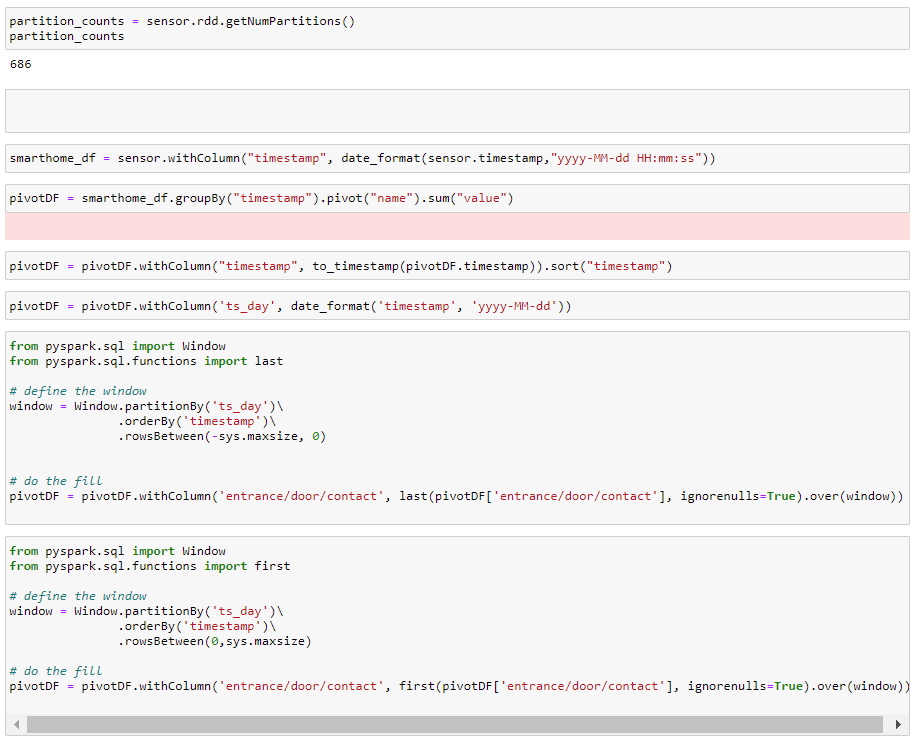 partition_counts = sensor.rdd.getNumPartitions()
partition_counts
686
smarthome_df = sensor.withColumn("timestamp", date_format(sensor.timestamp,"yyyy-MM-dd HH:mm:ss"))
pivotDF = smarthome_df.groupBy("timestamp").pivot("name").sum("value")
pivotDF = pivotDF.withColumn("timestamp", to_timestamp(pivotDF.timestamp)).sort("timestamp")
pivotDF = pivotDF.withColumn('ts_day', date_format('timestamp', 'yyyy-MM-dd'))
from pyspark.sql import Window
from pyspark.sql.functions import last
# define the window
window = Window.partitionBy('ts_day')\
.orderBy('timestamp')\
.rowsBetween(-sys.maxsize, 0)
# do the fill
pivotDF = pivotDF.withColumn('entrance/door/contact', last(pivotDF['entrance/door/contact'], ignorenulls=True).over(window))
from pyspark.sql import Window
from pyspark.sql.functions import first
# define the window
window = Window.partitionBy('ts_day')\
.orderBy('timestamp')\
.rowsBetween(0,sys.maxsize)
# do the fill
pivotDF = pivotDF.withColumn('entrance/door/contact', first(pivotDF['entrance/door/contact'], ignorenulls=True).over(window))